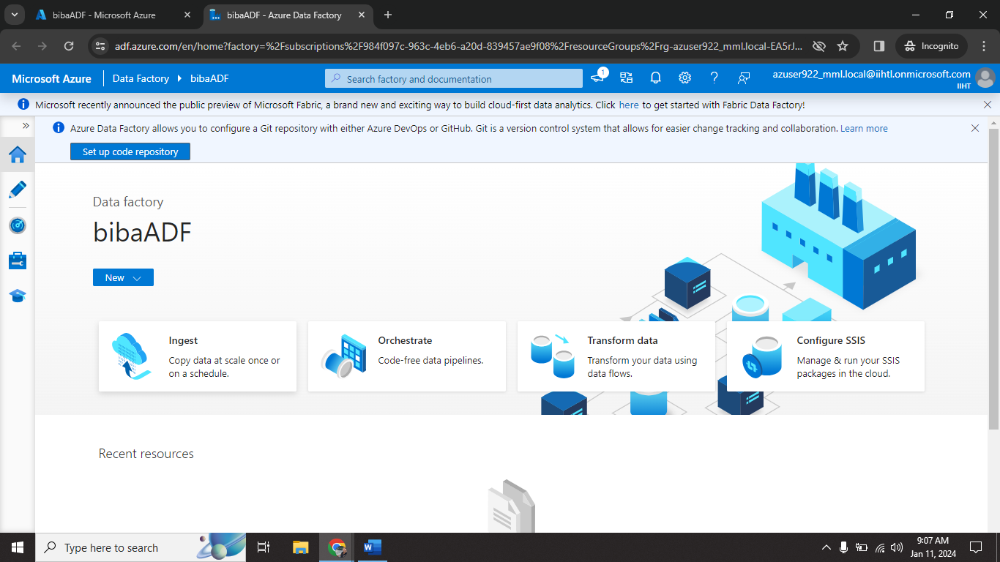 bibaADF - Microsoft Azure
bibaADF - Azure Data Factory
adf.azure.com/en/home?factory=%2Fsubscriptions%2F984f097c-963c-4eb6-a20d-839457ae9f08%2FresourceGroups%2Frg-azuser922_mml.local-EA5rJ...
Incognito
Microsoft Azure
Data Factory
bibaADF
Search factory and documentation
1
azuser922_mml.local@iihtl.onmicrosoft.com
IIHT
Microsoft recently announced the public preview of Microsoft Fabric, a brand new and exciting way to build cloud-first data analytics. Click here to get started with Fabric Data Factory!
Azure Data Factory allows you to configure a Git repository with either Azure DevOps or GitHub. Git is a version control system that allows for easier change tracking and collaboration. Learn more
Set up code repository
Data factory
bibaADF
New
Ingest
Copy data at scale once or
on a schedule.
Orchestrate
Code-free data pipelines.
Transform data
Transform your data using
data flows.
Configure SSIS
Manage & run your SSIS
packages in the cloud.
Recent resources
Type here to search
9:07 AM
Jan 11, 2024